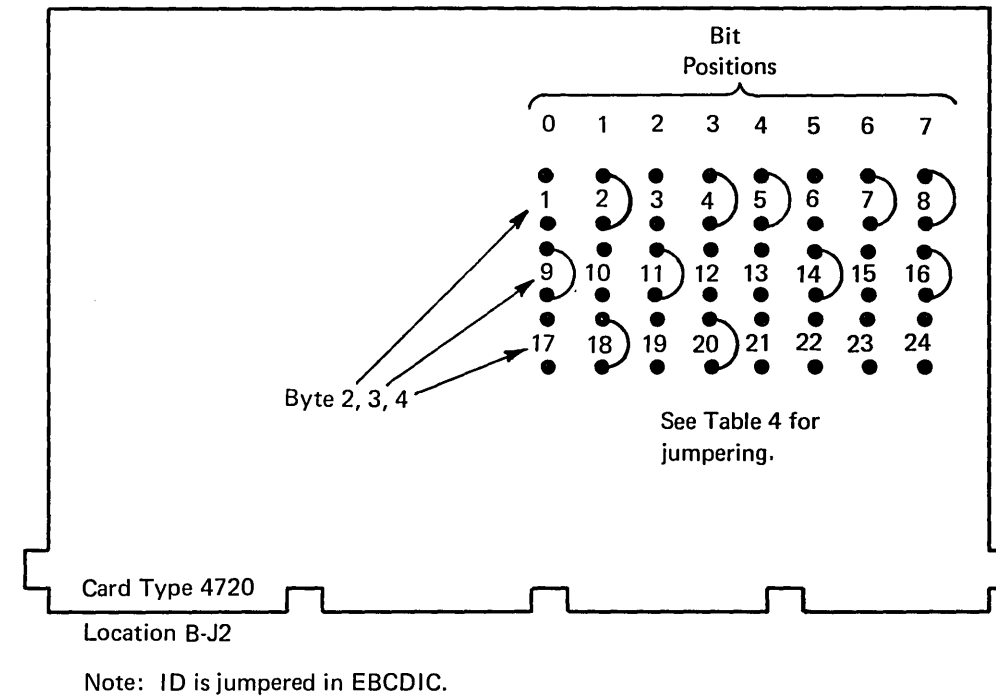 Bit
Positions
0 1 2 3 4 5 6 7
1 2 3 4 5 6 7 8
9 10 11 12 13 14 15 16
17 18 19 20 21 22 23 24
Byte 2, 3, 4
See Table 4 for
jumpering.
Card Type 4720
Location B-J2
Note: ID is jumpered in EBCDIC.